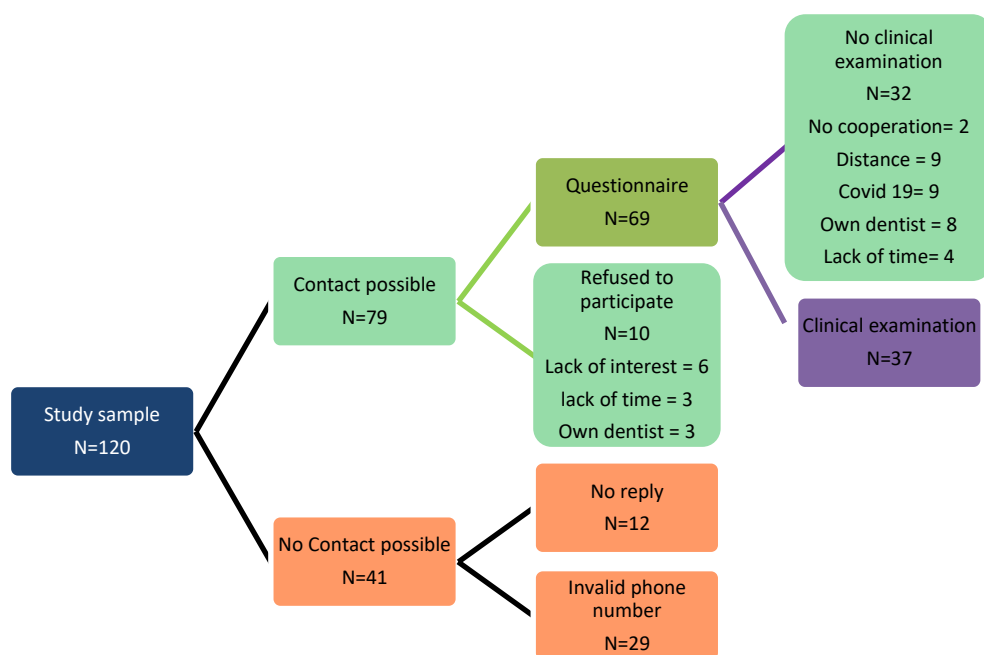 No clinical
examination
N=32
No cooperation= 2
Distance = 9
Covid 19= 9
Own dentist = 8
Lack of time= 4
Questionnaire
N=69
Contact possible
N=79
Refused to
participate
N=10
Lack of interest = 6
lack of time = 3
Own dentist = 3
Clinical examination
N=37
Study sample
N=120
No reply
N=12
No Contact possible
N=41
Invalid phone
number
N=29